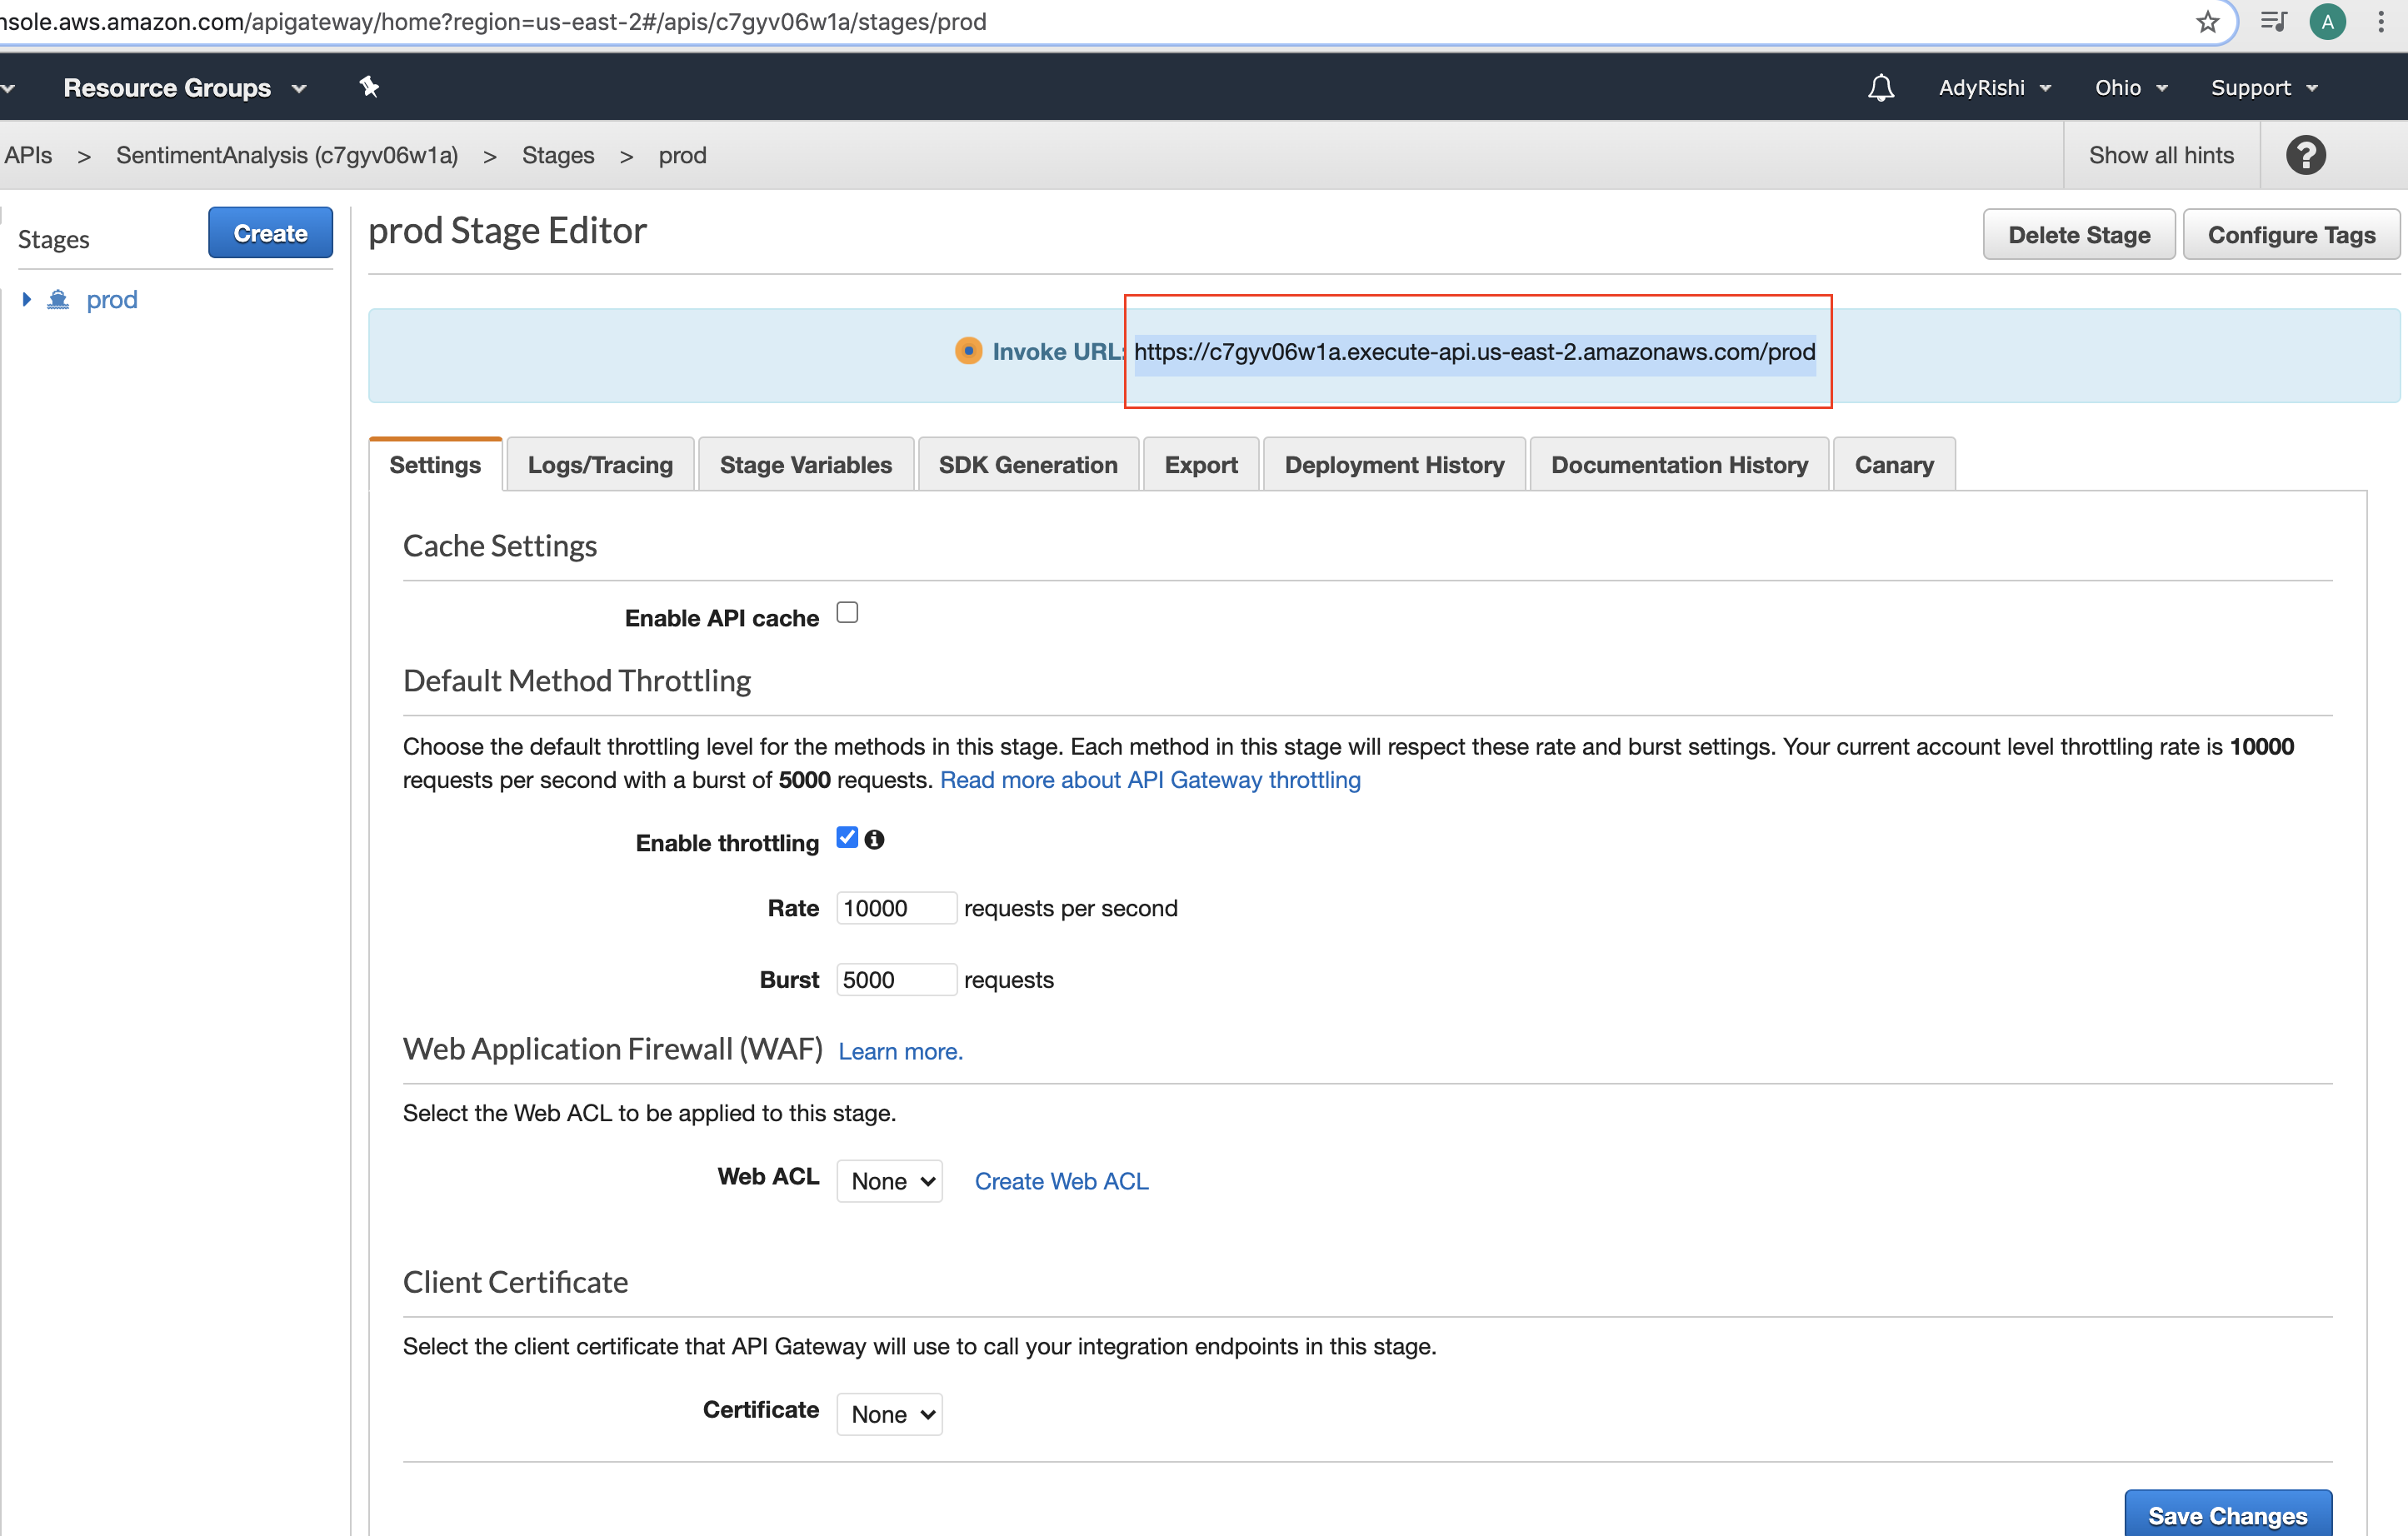 nsole.aws.amazon.com/apigateway/home?region=us-east-2#/apis/c7gyv06w1a/stages/prod
A
Resource Groups
AdyRishi
Ohio
Support
APIs > SentimentAnalysis (c7gyv06w1a) > Stages > prod
Show all hints
?
Stages
Create
prod
prod Stage Editor
Delete Stage
Configure Tags
Invoke URL: https://c7gyv06w1a.execute-api.us-east-2.amazonaws.com/prod
Settings
Logs/Tracing
Stage Variables
SDK Generation
Export
Deployment History
Documentation History
Canary
Cache Settings
Enable API cache
Default Method Throttling
Choose the default throttling level for the methods in this stage. Each method in this stage will respect these rate and burst settings. Your current account level throttling rate is 10000
requests per second with a burst of 5000 requests. Read more about API Gateway throttling
Enable throttling
Rate 10000 requests per second
Burst 5000 requests
Web Application Firewall (WAF) Learn more.
Select the Web ACL to be applied to this stage.
Web ACL None Create Web ACL
Client Certificate
Select the client certificate that API Gateway will use to call your integration endpoints in this stage.
Certificate None
Save Changes